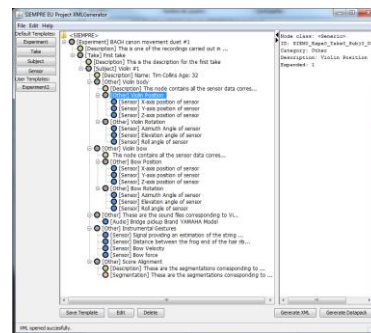 SIEMPRE EU Project XMLGenerator
File Edit Help
Default Templates:
Experiment
Take
Subject
Sensor
User Templates:
Experiment2
<SIEMPRE>
[Experiment] BACH canon movement duet #1
[Description] This is one of the recordings carried out in ...
[Take] First take
[Description] This is the description for the first take
[Subject] Violin #1
[Description] Name: Tim Collins Age: 32
[Other] Violin body
[Description] The node contains all the sensor data corres...
[Other] Violin Position
[Sensor] X-axis position of sensor
[Sensor] Y-axis position of sensor
[Sensor] Z-axis position of sensor
[Other] Violin Rotation
[Sensor] Azimuth Angle of sensor
[Sensor] Elevation angle of sensor
[Sensor] Roll angle of sensor
[Other] Violin bow
The node contains all the sensor data corres...
[Other] Bow Position
[Sensor] X-axis position of sensor
[Sensor] Y-axis position of sensor
[Sensor] Z-axis position of sensor
[Other] Bow Rotation
[Sensor] Azimuth Angle of sensor
[Sensor] Elevation angle of sensor
[Sensor] Roll angle of sensor
[Other] These are the sound files corresponding to Vi...
[Audio] Bridge pickup Brand YAMAHA Model
[Other] Instrumental Gestures
[Sensor] Signal providing an estimation of the string ...
[Sensor] Distance between the frog end of the hair rib...
[Sensor] Bow Velocity
[Sensor] Bow force
[Other] Score Alignment
[Description] These are the segmentations corresponding to ...
[Segmentation] These are the segmentations corresponding to ...
Node class: <Generic>
Category: Other
Description: Violin Position
Expanded: 1
Save Template Edit Delete
Generate XML Generate Datapack
XML opened succesfully.